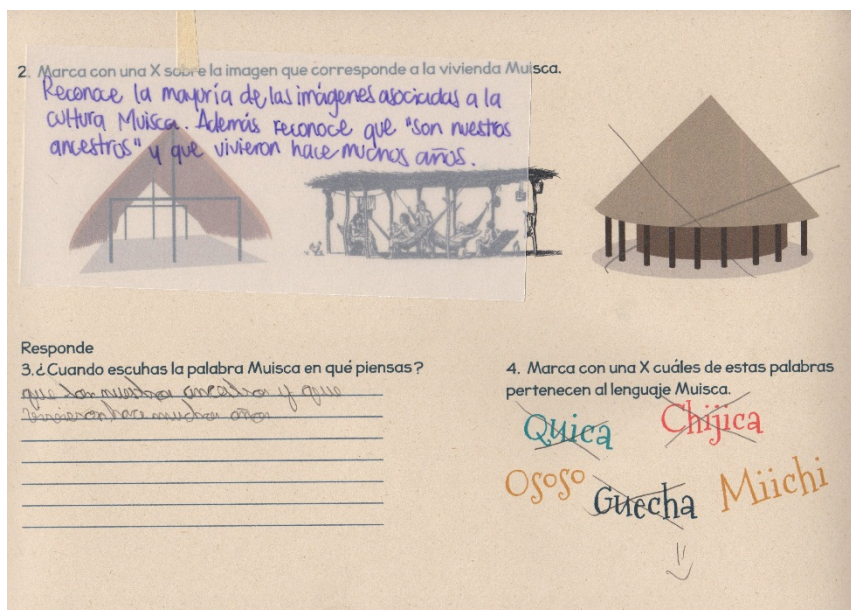 2. Marca con una X sobre la imagen que corresponde a la vivienda Muisca.
Reconoce la mayoría de las imágenes asociadas a la
cultura Muisca. Además reconoce que "son nuestros
ancestros" y que vivieron hace muchos años.
Responde
3.¿Cuando escuhas la palabra Muisca en qué piensas?
que son nuestros ancestros y que
vivieron hace muchos años
4. Marca con una X cuáles de estas palabras
pertenecen al lenguaje Muisca.
Quica Chijica
Ososo Guecha Miichi